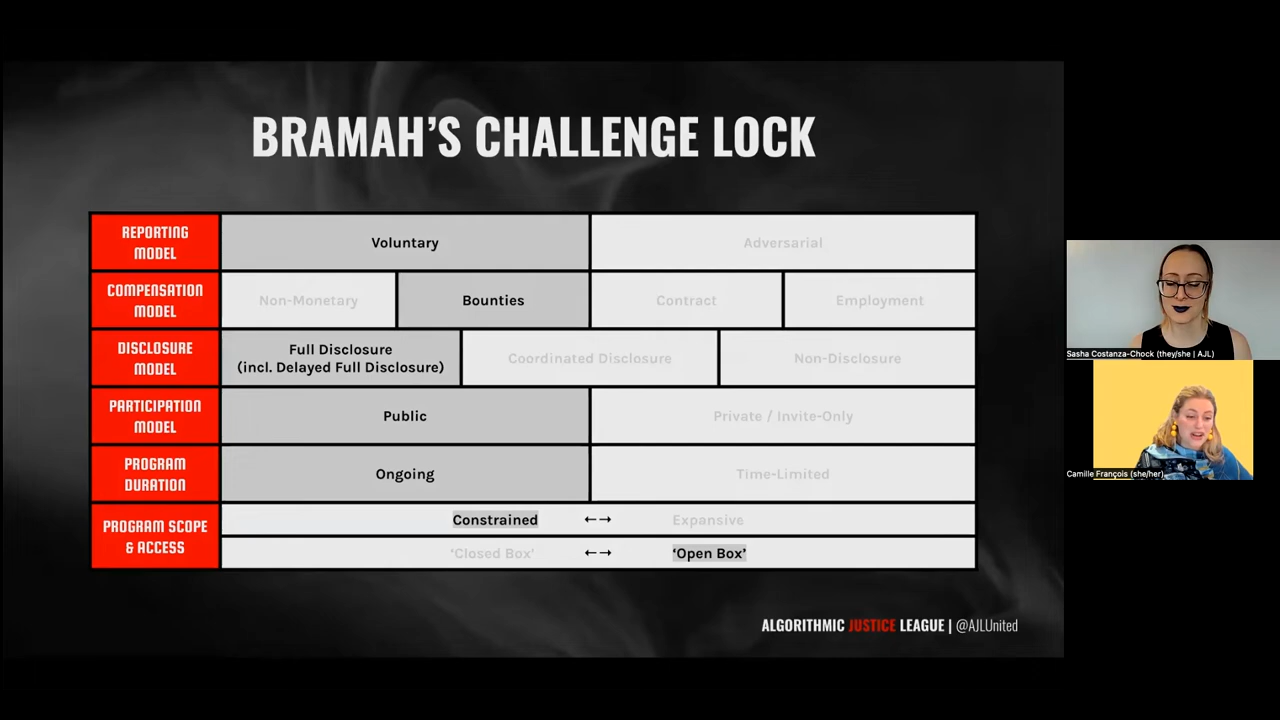 BRAMAH'S CHALLENGE LOCK
REPORTING
MODEL
Voluntary
Adversarial
COMPENSATION
MODEL
Non-Monetary
Bounties
Contract
Employment
DISCLOSURE
MODEL
Full Disclosure
(incl. Delayed Full Disclosure)
Coordinated Disclosure
Non-Disclosure
PARTICIPATION
MODEL
Public
Private / Invite-Only
PROGRAM
DURATION
Ongoing
Time-Limited
PROGRAM SCOPE
& ACCESS
Constrained ←→ Expansive
'Closed Box' ←→ 'Open Box'
ALGORITHMIC JUSTICE LEAGUE | @AJLUnited
Sasha Costanza-Chock (they/she | AJL)
Camille François (she/her)